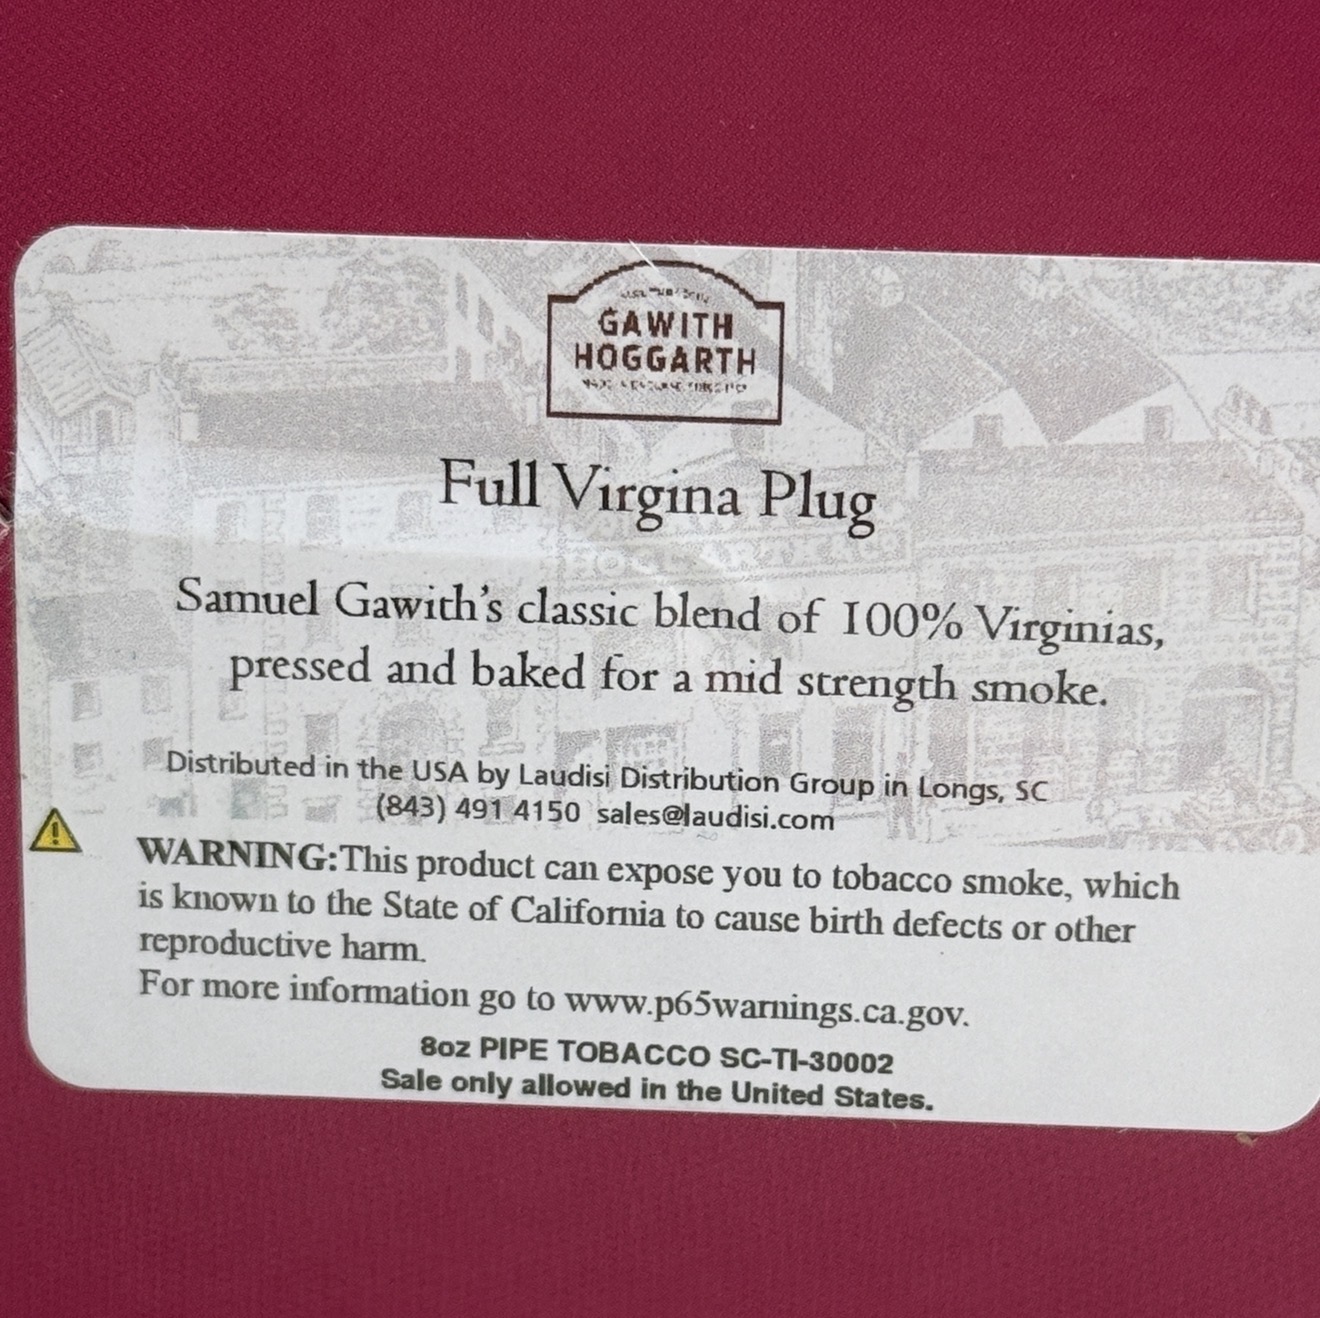 GAWITH
HOGGARTH
Full Virgina Plug
Samuel Gawith's classic blend of 100% Virginias,
pressed and baked for a mid strength smoke.
Distributed in the USA by Laudisi Distribution Group in Longs, SC
(843) 491 4150 sales@laudisi.com
WARNING:This product can expose you to tobacco smoke, which
is known to the State of California to cause birth defects or other
reproductive harm.
For more information go to www.p65warnings.ca.gov.
8oz PIPE TOBACCO SC-TI-30002
Sale only allowed in the United States.